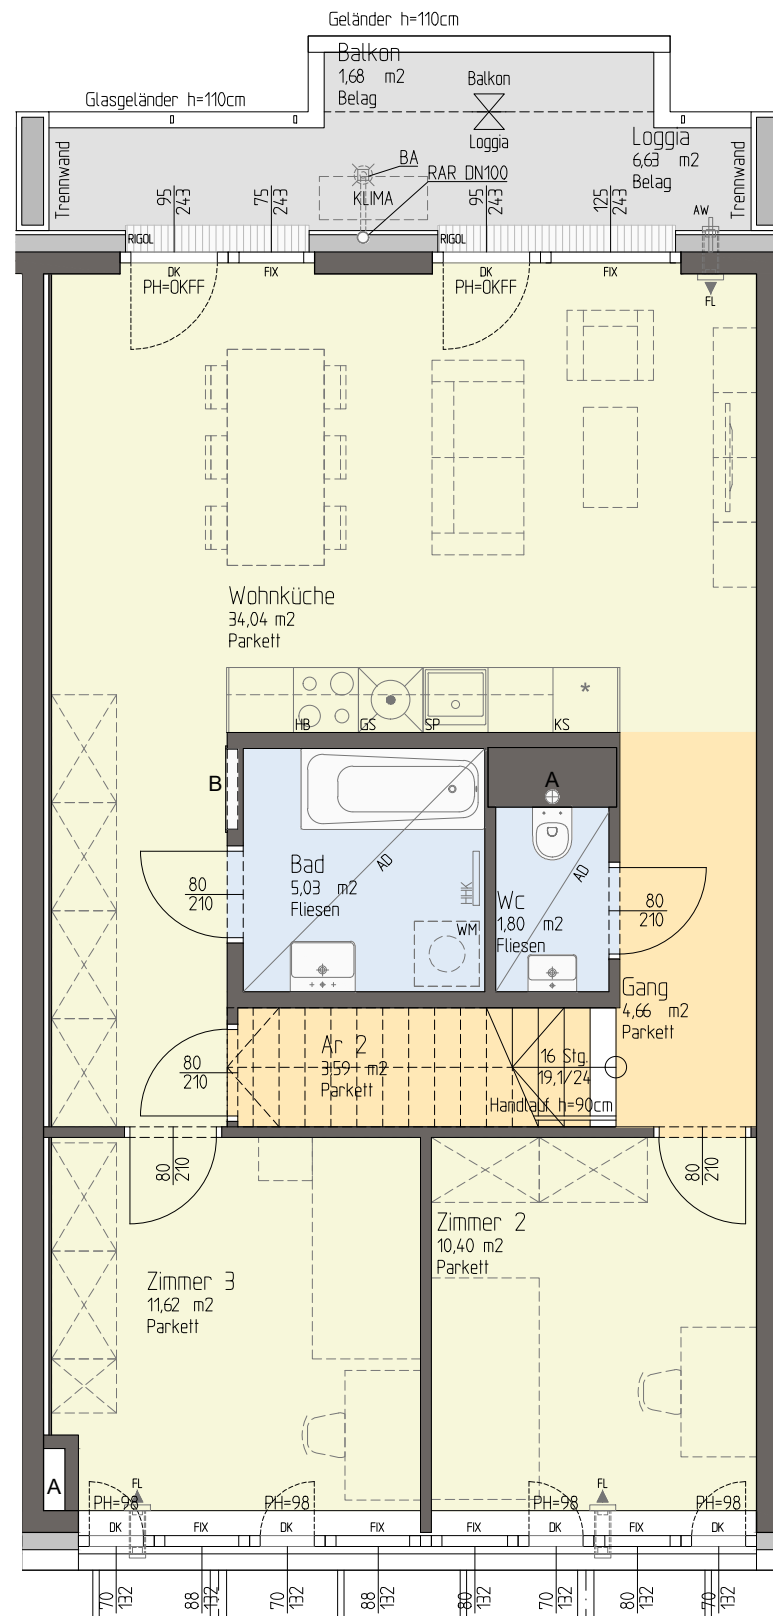 Geländer h=110cm
Balkon
1,68 m2
Belag
Balkon
Loggia
Glasgeländer h=110cm
Loggia
6,63 m2
Belag
Trennwand
Trennwand
BA
RAR DN100
KLIMA
95
243
75
243
95
243
125
243
AW
RIGOL
RIGOL
DK
PH=OKFF
FIX
DK
PH=OKFF
FIX
FL
Wohnküche
34,04 m2
Parkett
HB
GS
SP
KS
*
B
A
Bad
5,03 m2
Fliesen
AD
HHK
WM
Wc
1,80 m2
Fliesen
AD
80
210
80
210
Gang
4,66 m2
Parkett
Ar 2
3,59 m2
Parkett
16 Stg.
19,1/24
Handlauf h=90cm
80
210
80
210
80
210
Zimmer 2
10,40 m2
Parkett
Zimmer 3
11,62 m2
Parkett
A
FL
FL
PH=98
PH=98
PH=98
PH=98
DK
FIX
DK
FIX
FIX
DK
FIX
DK
70
132
88
132
70
132
88
132
80
132
70
132
80
132
70
132